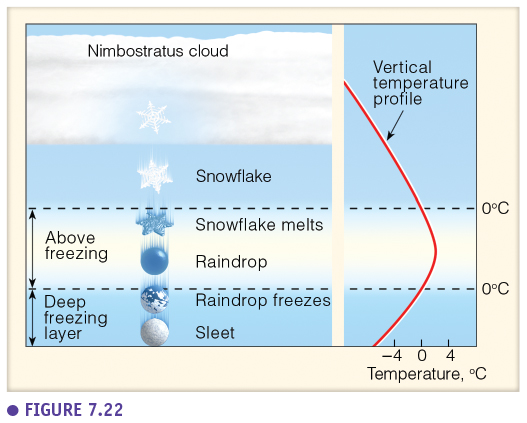 Nimbostratus cloud
Vertical
temperature
profile
Snowflake
0°C
Snowflake melts
Above
freezing
Raindrop
0°C
Deep
freezing
layer
Raindrop freezes
Sleet
–4 0 4
Temperature, °C
● FIGURE 7.22